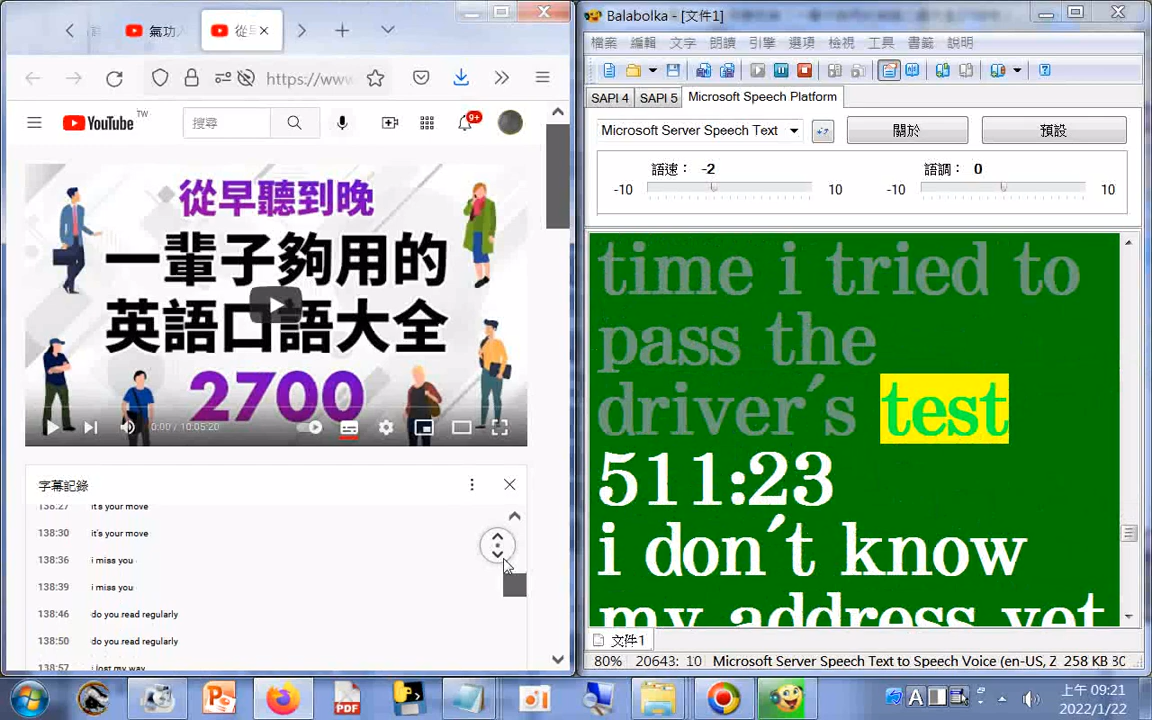 氣功
從
https://www
YouTube TW
搜尋
9+
從早聽到晚
一輩子夠用的
英語口語大全
2700
0:00 / 10:05:20
字幕記錄
138:27 it's your move
138:30 it's your move
138:36 i miss you
138:39 i miss you
138:46 do you read regularly
138:50 do you read regularly
138:57 i lost my way
Balabolka - [文件1]
檔案 編輯 文字 朗讀 引擎 選項 檢視 工具 書籤 說明
SAPI 4 SAPI 5 Microsoft Speech Platform
Microsoft Server Speech Text 關於 預設
語速： -2 語調： 0
-10 10 -10 10
time i tried to
pass the
driver's test
511:23
i don't know
my address yet
文件1
80% 20643: 10 Microsoft Server Speech Text to Speech Voice (en-US, Z 258 KB
PDF
A
上午 09:21
2022/1/22